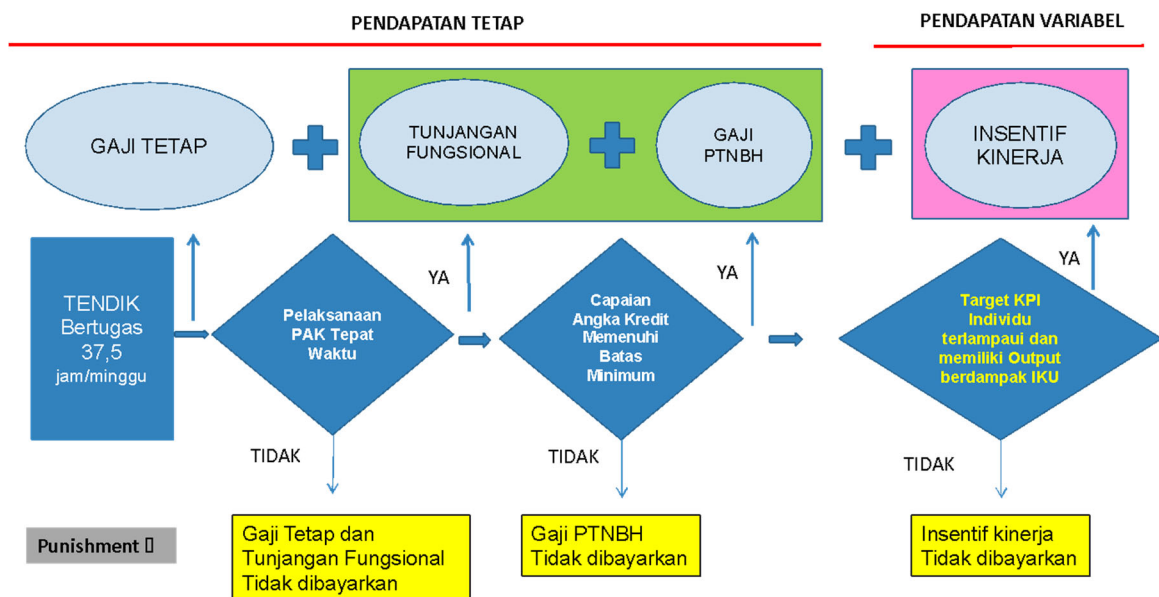 PENDAPATAN TETAP
PENDAPATAN VARIABEL
GAJI TETAP
TUNJANGAN
FUNGSIONAL
GAJI
PTNBH
INSENTIF
KINERJA
TENDIK
Bertugas
37,5
jam/minggu
Pelaksanaan
PAK Tepat
Waktu
YA
Capaian
Angka Kredit
Memenuhi
Batas
Minimum
YA
Target KPI
Individu
terlampaui dan
memiliki Output
berdampak IKU
YA
TIDAK
TIDAK
TIDAK
Punishment
Gaji Tetap dan
Tunjangan Fungsional
Tidak dibayarkan
Gaji PTNBH
Tidak dibayarkan
Insentif kinerja
Tidak dibayarkan